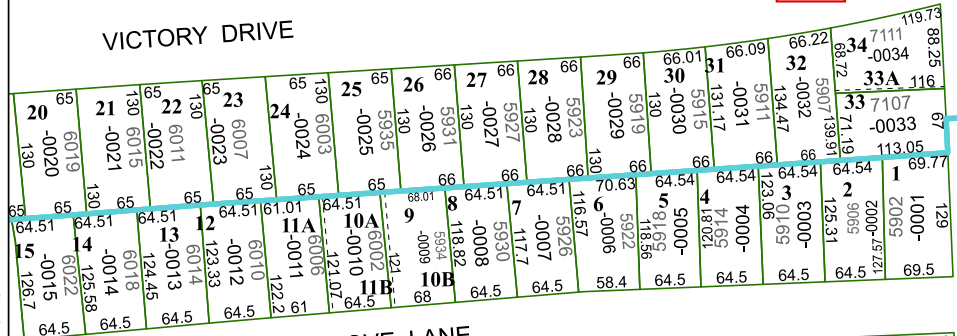 VICTORY DRIVE
119.73
20 65 -0020 6019 130 65
21 130 -0021 6015 130 65
65 22 -0022 6011 130 65
65 23 -0023 6007 130 65
65 130 24 -0024 6003 65
25 65 -0025 5935 65
26 66 130 -0026 5931 66
27 66 130 -0027 5927 66
28 66 130 -0028 5923 66
29 66 -0029 5919 130 66
66.01 30 130 -0030 5915 66
31 66.09 131.17 -0031 5911 66
66.22 32 134.47 -0032 5907 139.91 66
68.72 34 7111 -0034 88.25
33A 116
33 7107 71.19 -0033 67
113.05
64.51 15 -0015 6022 126.7 64.5
64.51 14 -0014 6018 125.58 64.5
64.51 13 -0013 6014 124.45 64.5
12 64.51 -0012 6010 123.33 64.5
61.01 11A -0011 6006 122.2 61
64.51 10A -0010 6002 121.07 11B 64.5
68.01 9 -0009 5934 121 10B 68
8 64.51 -0008 5930 118.82 64.5
7 64.51 -0007 5926 117.7 64.5
70.63 116.57 6 -0006 5922 58.4
64.54 5 -0005 5918 118.56 64.5
64.54 4 -0004 5914 120.81 64.5
64.54 123.06 3 -0003 5910 64.5
64.54 2 -0002 5906 125.31 64.5
69.77 1 -0001 5902 127.57 129 69.5
LANE